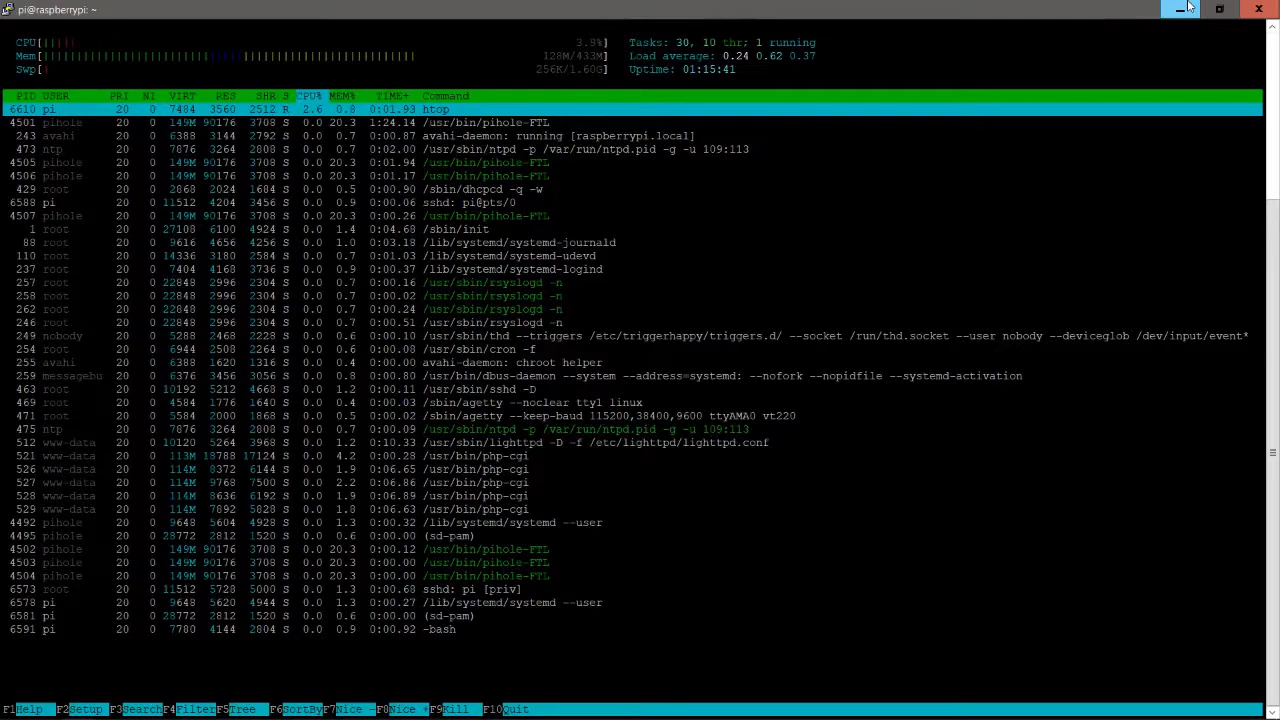 pi@raspberrypi: ~
CPU[||||| 3.9%] Tasks: 30, 10 thr; 1 running
Mem[ 128M/433M] Load average: 0.24 0.62 0.37
Swp[| 256K/1.60G] Uptime: 01:15:41
PID USER PRI NI VIRT RES SHR S CPU% MEM% TIME+ Command
6610 pi 20 0 7484 3560 2512 R 2.6 0.8 0:01.93 htop
4501 pihole 20 0 149M 90176 3708 S 0.0 20.3 1:24.14 /usr/bin/pihole-FTL
243 avahi 20 0 6388 3144 2792 S 0.0 0.7 0:00.87 avahi-daemon: running [raspberrypi.local]
473 ntp 20 0 7876 3264 2808 S 0.0 0.7 0:02.00 /usr/sbin/ntpd -p /var/run/ntpd.pid -g -u 109:113
4505 pihole 20 0 149M 90176 3708 S 0.0 20.3 0:01.94 /usr/bin/pihole-FTL
4506 pihole 20 0 149M 90176 3708 S 0.0 20.3 0:01.17 /usr/bin/pihole-FTL
429 root 20 0 2868 2024 1684 S 0.0 0.5 0:00.90 /sbin/dhcpcd -q -w
6588 pi 20 0 11512 4204 3456 S 0.0 0.9 0:00.06 sshd: pi@pts/0
4507 pihole 20 0 149M 90176 3708 S 0.0 20.3 0:00.26 /usr/bin/pihole-FTL
1 root 20 0 27108 6100 4924 S 0.0 1.4 0:04.68 /sbin/init
88 root 20 0 9616 4656 4256 S 0.0 1.0 0:03.18 /lib/systemd/systemd-journald
110 root 20 0 14336 3180 2584 S 0.0 0.7 0:01.03 /lib/systemd/systemd-udevd
237 root 20 0 7404 4168 3736 S 0.0 0.9 0:00.37 /lib/systemd/systemd-logind
257 root 20 0 22848 2996 2304 S 0.0 0.7 0:00.16 /usr/sbin/rsyslogd -n
258 root 20 0 22848 2996 2304 S 0.0 0.7 0:00.02 /usr/sbin/rsyslogd -n
262 root 20 0 22848 2996 2304 S 0.0 0.7 0:00.24 /usr/sbin/rsyslogd -n
246 root 20 0 22848 2996 2304 S 0.0 0.7 0:00.51 /usr/sbin/rsyslogd -n
249 nobody 20 0 5288 2468 2228 S 0.0 0.6 0:00.10 /usr/sbin/thd --triggers /etc/triggerhappy/triggers.d/ --socket /run/thd.socket --user nobody --deviceglob /dev/input/event*
254 root 20 0 6944 2508 2264 S 0.0 0.6 0:00.08 /usr/sbin/cron -f
255 avahi 20 0 6388 1620 1316 S 0.0 0.4 0:00.00 avahi-daemon: chroot helper
259 messagebu 20 0 6376 3456 3056 S 0.0 0.8 0:00.80 /usr/bin/dbus-daemon --system --address=systemd: --nofork --nopidfile --systemd-activation
463 root 20 0 10192 5212 4668 S 0.0 1.2 0:00.11 /usr/sbin/sshd -D
469 root 20 0 4584 1776 1640 S 0.0 0.4 0:00.03 /sbin/agetty --noclear tty1 linux
471 root 20 0 5584 2000 1868 S 0.0 0.5 0:00.02 /sbin/agetty --keep-baud 115200,38400,9600 ttyAMA0 vt220
475 ntp 20 0 7876 3264 2808 S 0.0 0.7 0:00.09 /usr/sbin/ntpd -p /var/run/ntpd.pid -g -u 109:113
512 www-data 20 0 10120 5264 3968 S 0.0 1.2 0:10.33 /usr/sbin/lighttpd -D -f /etc/lighttpd/lighttpd.conf
521 www-data 20 0 113M 18788 17124 S 0.0 4.2 0:00.28 /usr/bin/php-cgi
526 www-data 20 0 114M 8372 6144 S 0.0 1.9 0:06.65 /usr/bin/php-cgi
527 www-data 20 0 114M 9768 7500 S 0.0 2.2 0:06.86 /usr/bin/php-cgi
528 www-data 20 0 114M 8636 6192 S 0.0 1.9 0:06.89 /usr/bin/php-cgi
529 www-data 20 0 114M 7892 5828 S 0.0 1.8 0:06.63 /usr/bin/php-cgi
4492 pihole 20 0 9648 5604 4928 S 0.0 1.3 0:00.32 /lib/systemd/systemd --user
4495 pihole 20 0 28772 2812 1520 S 0.0 0.6 0:00.00 (sd-pam)
4502 pihole 20 0 149M 90176 3708 S 0.0 20.3 0:00.12 /usr/bin/pihole-FTL
4503 pihole 20 0 149M 90176 3708 S 0.0 20.3 0:00.00 /usr/bin/pihole-FTL
4504 pihole 20 0 149M 90176 3708 S 0.0 20.3 0:00.00 /usr/bin/pihole-FTL
6573 root 20 0 11512 5728 5000 S 0.0 1.3 0:00.68 sshd: pi [priv]
6578 pi 20 0 9648 5620 4944 S 0.0 1.3 0:00.27 /lib/systemd/systemd --user
6581 pi 20 0 28772 2812 1520 S 0.0 0.6 0:00.00 (sd-pam)
6591 pi 20 0 7780 4144 2804 S 0.0 0.9 0:00.92 -bash
F1Help F2Setup F3SearchF4FilterF5Tree F6SortByF7Nice -F8Nice +F9Kill F10Quit